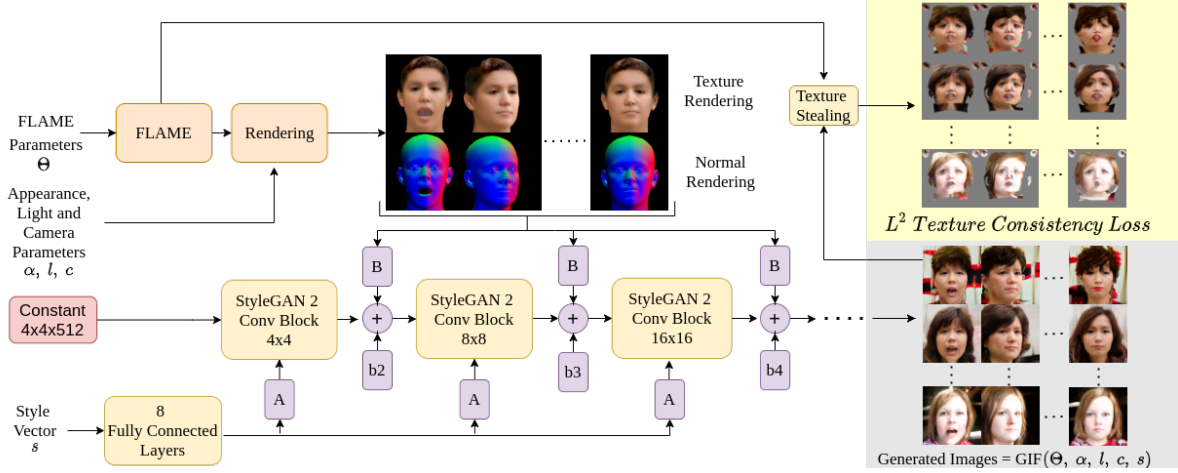 FLAME
Parameters
Θ
FLAME
Rendering
Texture
Rendering
Normal
Rendering
Texture
Stealing
L² Texture Consistency Loss
Appearance,
Light and
Camera
Parameters
α, l, c
B
B
B
Constant
4x4x512
StyleGAN 2
Conv Block
4x4
+
StyleGAN 2
Conv Block
8x8
+
StyleGAN 2
Conv Block
16x16
+
b2
b3
b4
A
A
A
Style
Vector
s
8
Fully Connected
Layers
Generated Images = GIF(Θ, α, l, c, s)